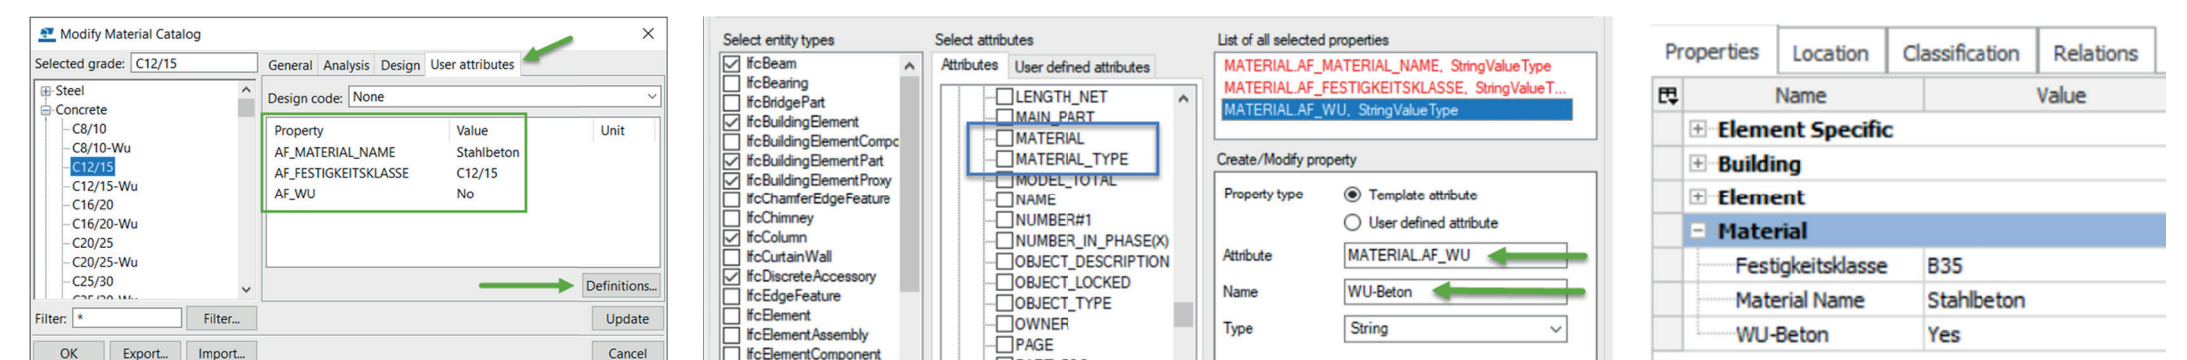 Modify Material Catalog
Selected grade: C12/15
Steel
Concrete
C8/10
C8/10-Wu
C12/15
C12/15-Wu
C16/20
C16/20-Wu
C20/25
C20/25-Wu
C25/30
Filter: *
Filter...
OK Export... Import...
General Analysis Design User attributes
Design code: None
Property Value Unit
AF_MATERIAL_NAME Stahlbeton
AF_FESTIGKEITSKLASSE C12/15
AF_WU No
Definitions...
Update
Cancel
Select entity types
IfcBeam
IfcBearing
IfcBridgePart
IfcBuildingElement
IfcBuildingElementCompo
IfcBuildingElementPart
IfcBuildingElementProxy
IfcChamferEdgeFeature
IfcChimney
IfcColumn
IfcCurtainWall
IfcDiscreteAccessory
IfcEdgeFeature
IfcElement
IfcElementAssembly
IfcElementComponent
Select attributes
Attributes User defined attributes
LENGTH_NET
MAIN_PART
MATERIAL
MATERIAL_TYPE
MODEL_TOTAL
NAME
NUMBER#1
NUMBER_IN_PHASE(X)
OBJECT_DESCRIPTION
OBJECT_LOCKED
OBJECT_TYPE
OWNER
PAGE
List of all selected properties
MATERIAL.AF_MATERIAL_NAME, StringValueType
MATERIAL.AF_FESTIGKEITSKLASSE, StringValueT...
MATERIAL.AF_WU, StringValueType
Create/Modify property
Property type Template attribute
User defined attribute
Attribute MATERIAL.AF_WU
Name WU-Beton
Type String
Properties Location Classification Relations
Name Value
Element Specific
Building
Element
Material
Festigkeitsklasse B35
Material Name Stahlbeton
WU-Beton Yes